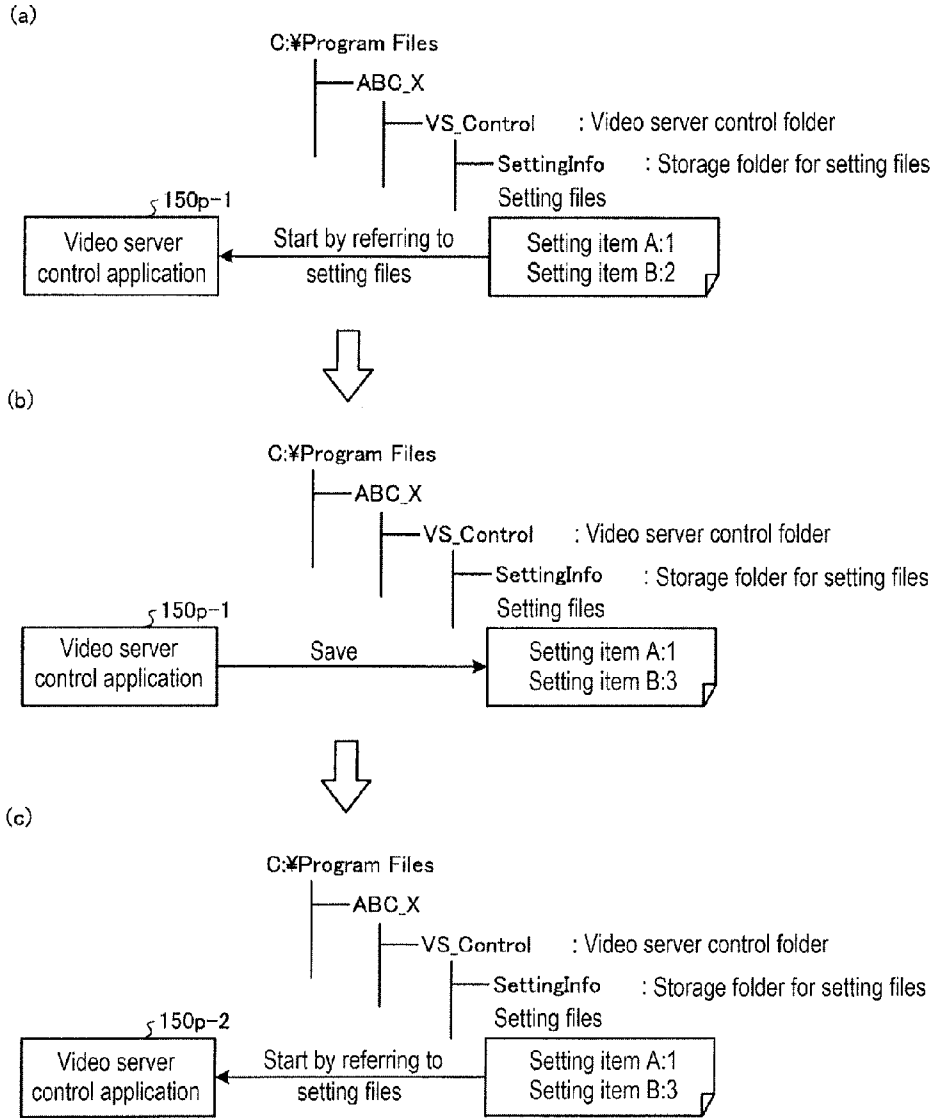 (a)
C:¥Program Files
ABC_X
VS_Control : Video server control folder
SettingInfo : Storage folder for setting files
Setting files
150p-1
Video server
control application
Start by referring to
setting files
Setting item A:1
Setting item B:2
(b)
C:¥Program Files
ABC_X
VS_Control : Video server control folder
SettingInfo : Storage folder for setting files
Setting files
150p-1
Video server
control application
Save
Setting item A:1
Setting item B:3
(c)
C:¥Program Files
ABC_X
VS_Control : Video server control folder
SettingInfo : Storage folder for setting files
Setting files
150p-2
Video server
control application
Start by referring to
setting files
Setting item A:1
Setting item B:3